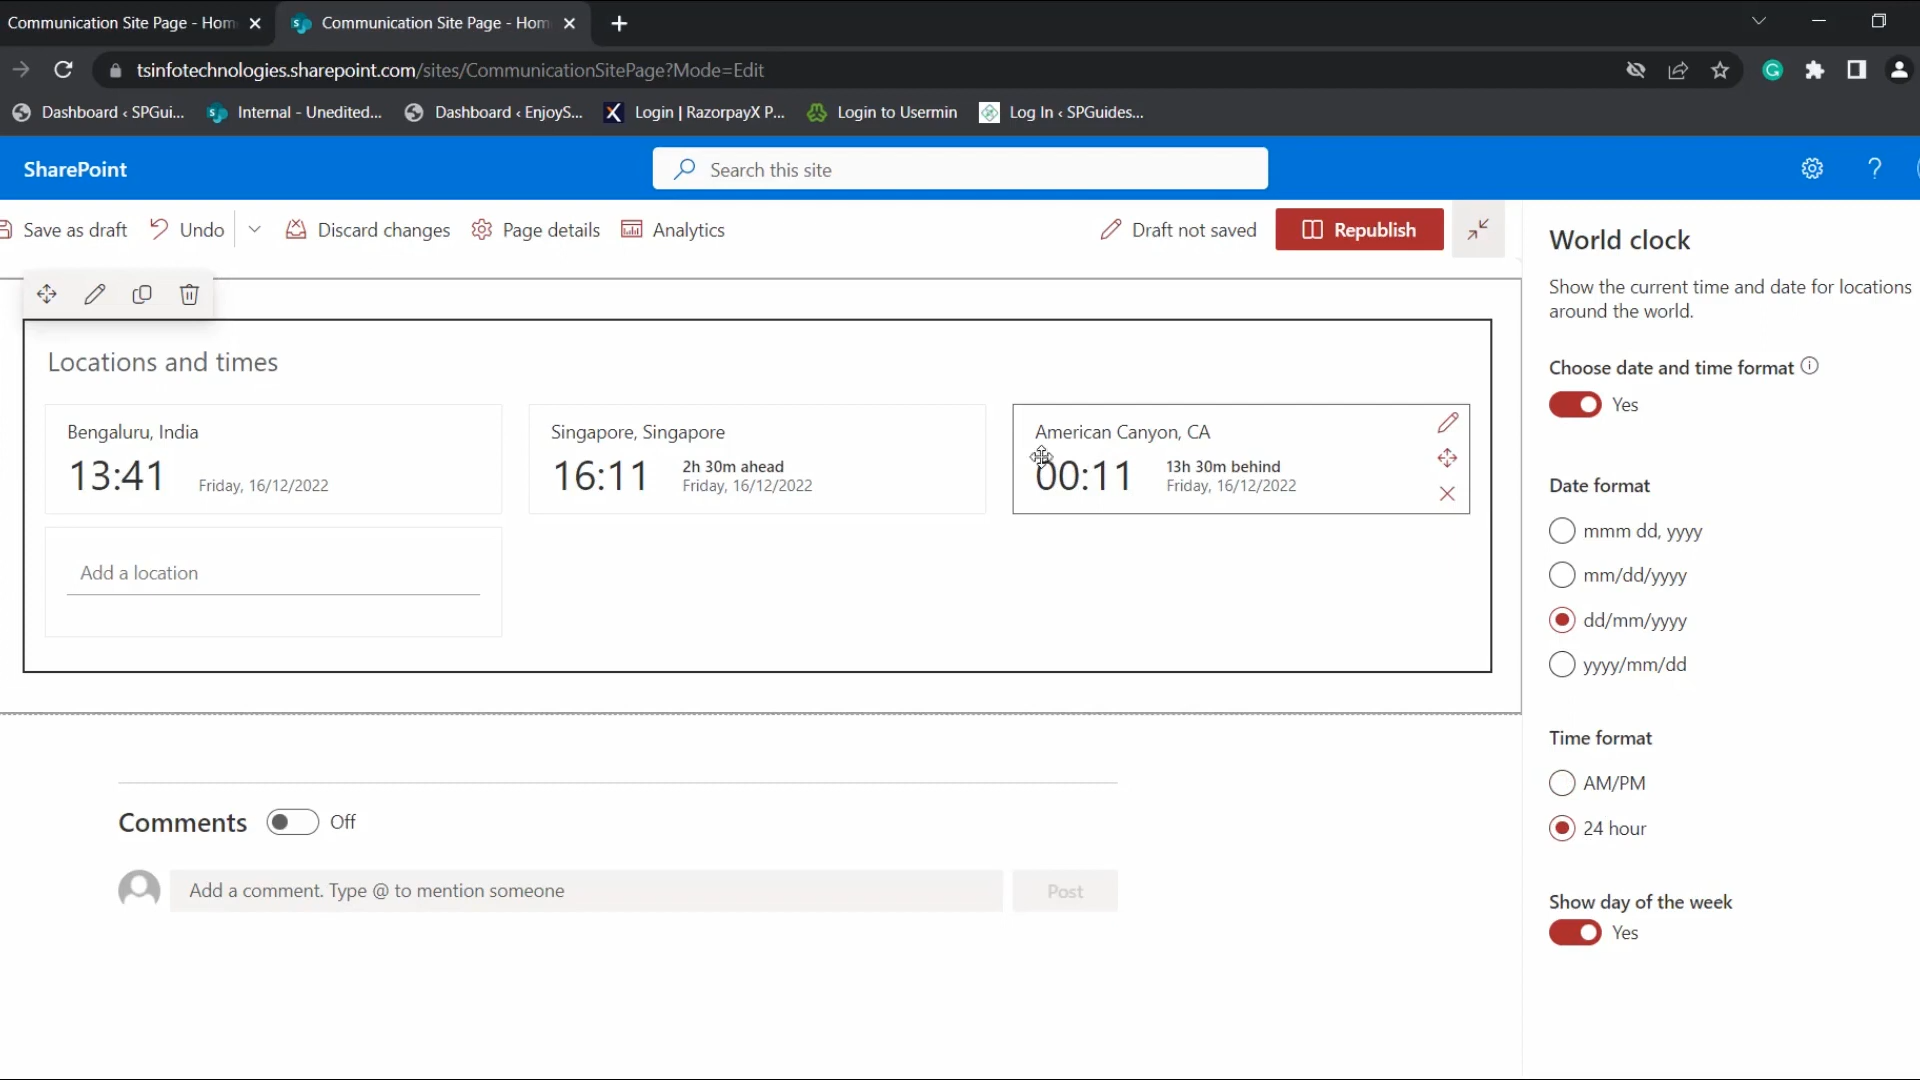 Communication Site Page - Hom
Communication Site Page - Hom
tsinfotechnologies.sharepoint.com/sites/CommunicationSitePage?Mode=Edit
Dashboard ‹ SPGui...
Internal - Unedited...
Dashboard ‹ EnjoyS...
Login | RazorpayX P...
Login to Usermin
Log In ‹ SPGuides...
SharePoint
Search this site
Save as draft
Undo
Discard changes
Page details
Analytics
Draft not saved
Republish
Locations and times
Bengaluru, India
13:41
Friday, 16/12/2022
Singapore, Singapore
16:11
2h 30m ahead
Friday, 16/12/2022
American Canyon, CA
00:11
13h 30m behind
Friday, 16/12/2022
Add a location
Comments
Off
Add a comment. Type @ to mention someone
Post
World clock
Show the current time and date for locations
around the world.
Choose date and time format
Yes
Date format
mmm dd, yyyy
mm/dd/yyyy
dd/mm/yyyy
yyyy/mm/dd
Time format
AM/PM
24 hour
Show day of the week
Yes